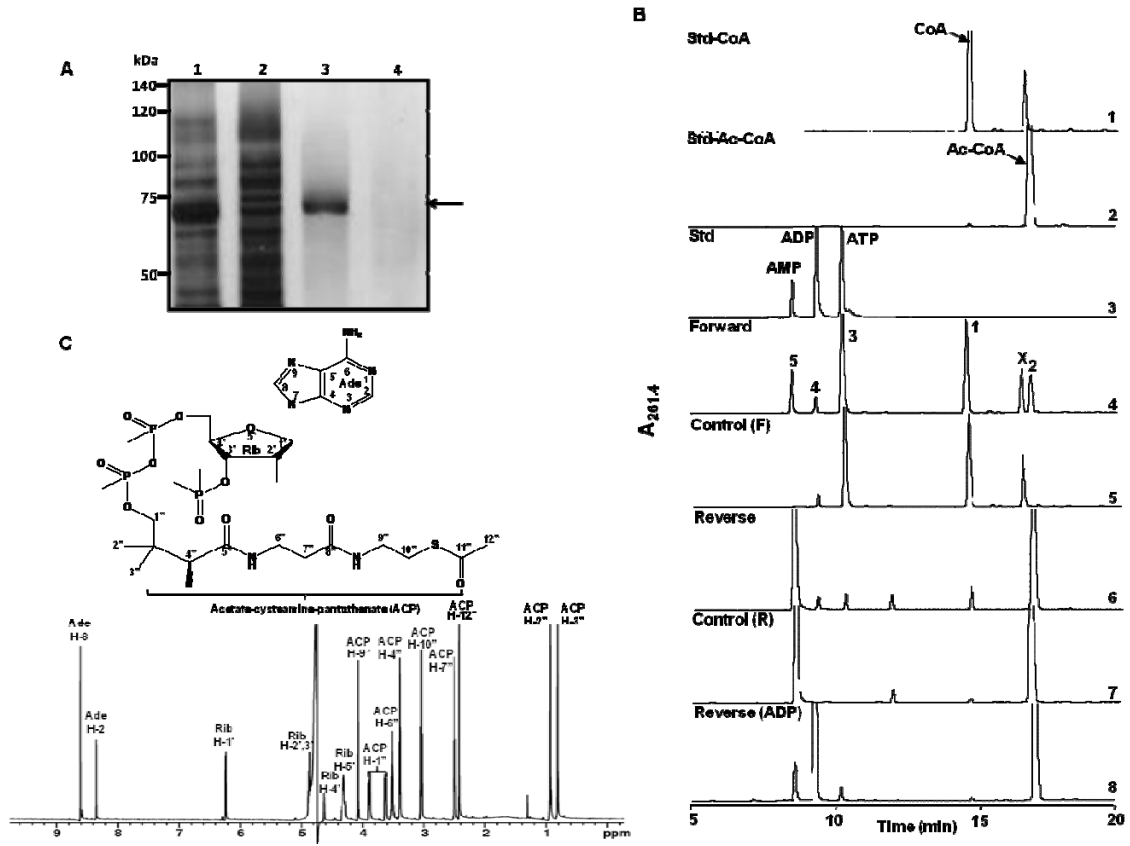 A
kDa
1 2 3 4
140
120
100
75
50
B
Std-CoA
CoA
1
Std-Ac-CoA
Ac-CoA
2
Std
ADP
ATP
AMP
3
Forward
5
4
3
1
X
2
4
Control (F)
5
Reverse
6
Control (R)
7
Reverse (ADP)
8
A261.4
5 10 15 20
Time (min)
C
NH2
6
N
9
5
Ade
1
N
8
2
7
N
4
3
N
O
O
P
O
O
5'
3'
Rib
2'
O
P
O
O
P
O
O
1'''
2'''
3'''
4'''
O
5'''
N
H
6'''
7'''
O
8'''
N
H
9'''
10'''
S
11'''
O
12'''
Acetate-cysteamine-pantothenate (ACP)
Ade
H-8
Ade
H-2
Rib
H-1'
Rib
H-2',3'
Rib
H-4'
Rib
H-5'
ACP
H-9''
ACP
H-1'''
ACP
H-6'''
ACP
H-4'''
ACP
H-10'''
ACP
H-7'''
ACP
H-12'''
ACP
ACP
9 8 7 6 5 4 3 2 1 ppm